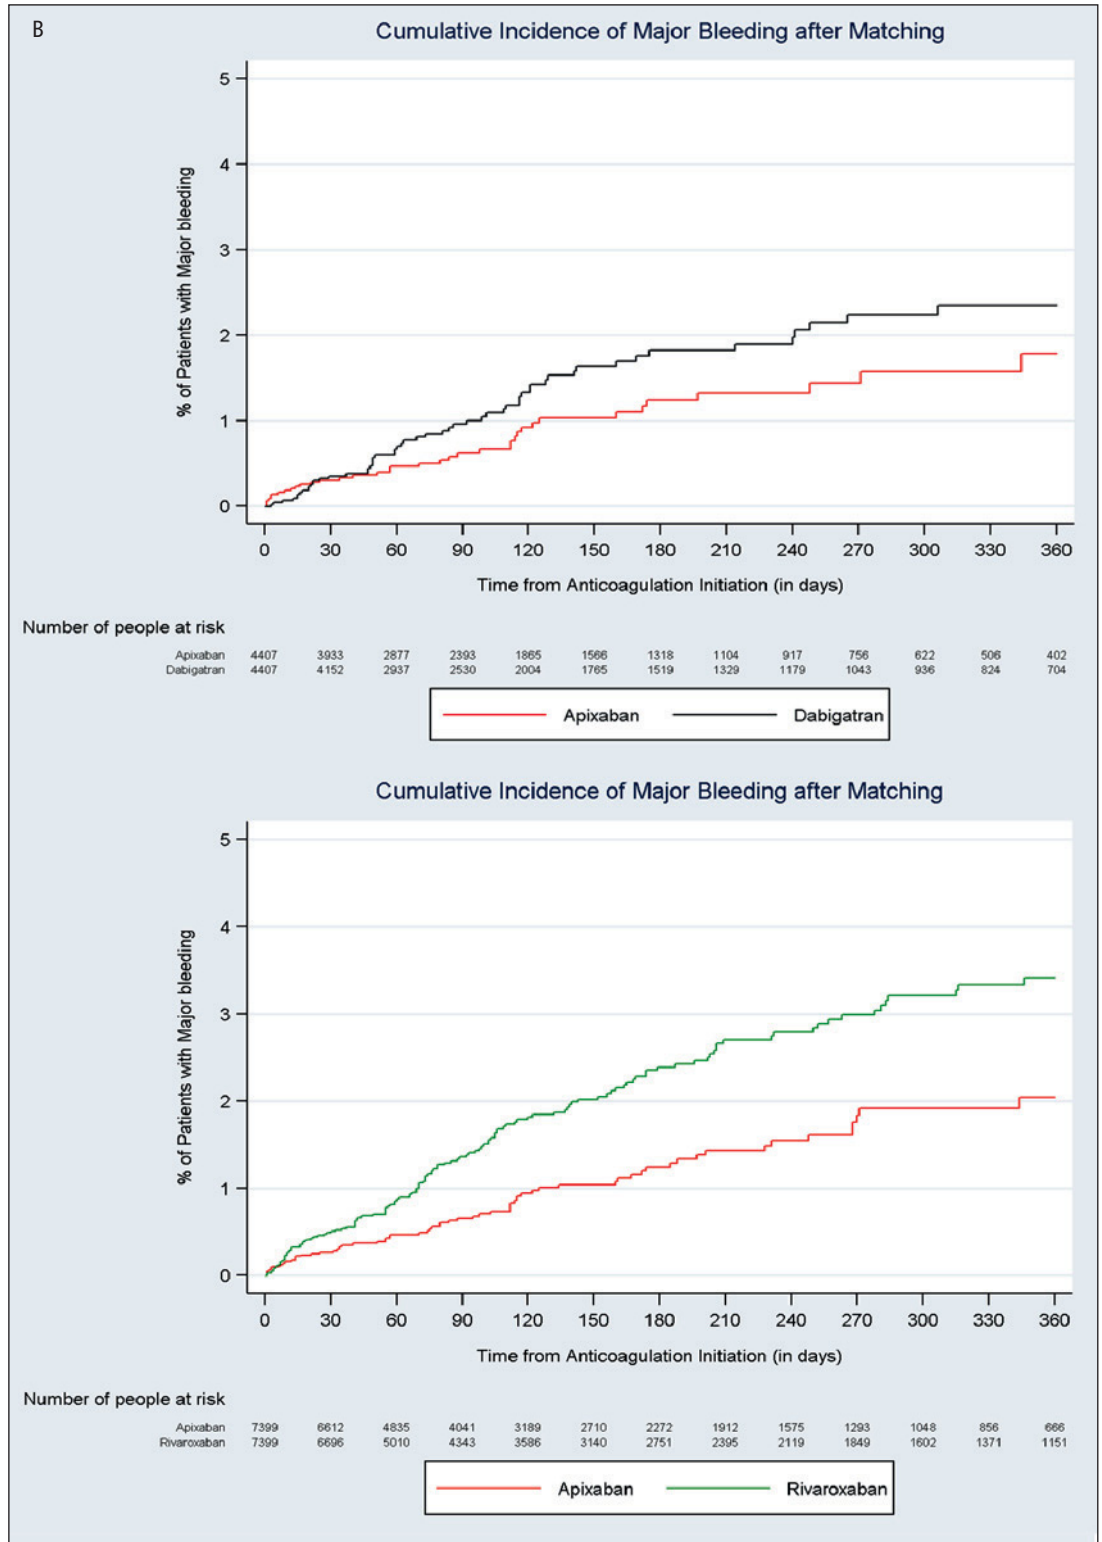 B
Cumulative Incidence of Major Bleeding after Matching
% of Patients with Major bleeding
5
4
3
2
1
0
0 30 60 90 120 150 180 210 240 270 300 330 360
Time from Anticoagulation Initiation (in days)
Number of people at risk
Apixaban 4407 3933 2877 2393 1865 1566 1318 1104 917 756 622 506 402
Dabigatran 4407 4152 2937 2530 2004 1765 1519 1329 1179 1043 936 824 704
Apixaban Dabigatran
Cumulative Incidence of Major Bleeding after Matching
% of Patients with Major bleeding
5
4
3
2
1
0
0 30 60 90 120 150 180 210 240 270 300 330 360
Time from Anticoagulation Initiation (in days)
Number of people at risk
Apixaban 7399 6612 4835 4041 3189 2710 2272 1912 1575 1293 1048 856 666
Rivaroxaban 7399 6696 5010 4343 3586 3140 2751 2395 2119 1849 1602 1371 1151
Apixaban Rivaroxaban